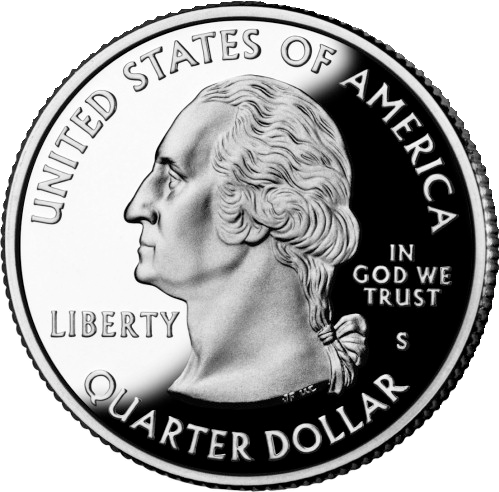 UNITED STATES OF AMERICA
LIBERTY
IN
GOD WE
TRUST
S
QUARTER DOLLAR